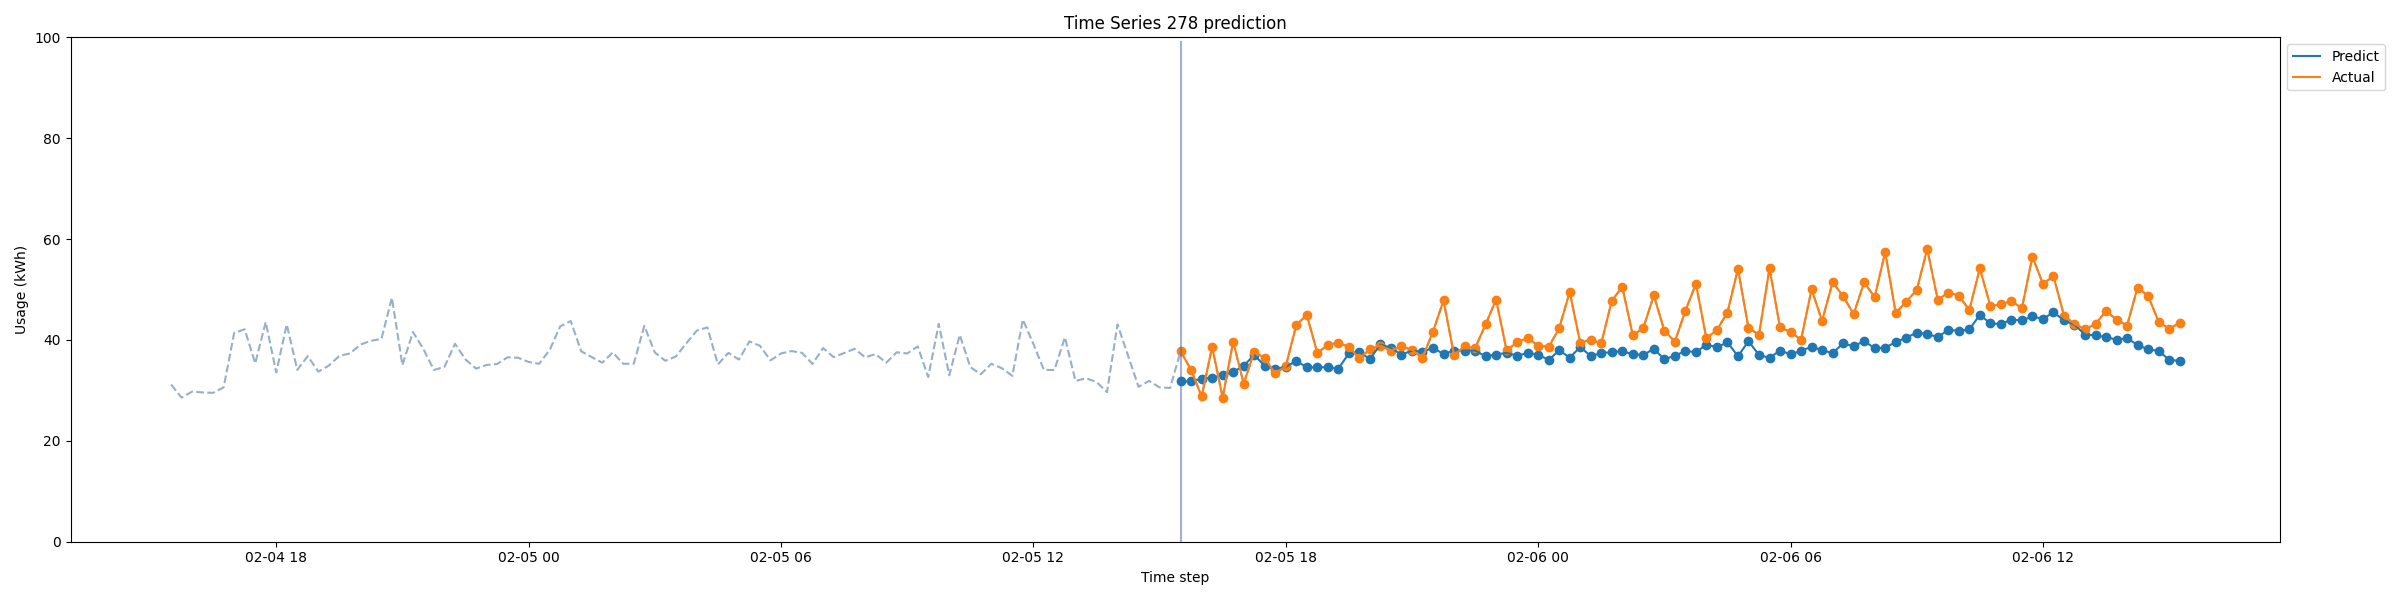 Time Series 278 prediction
100
80
60
40
20
0
Usage (kWh)
02-04 18
02-05 00
02-05 06
02-05 12
02-05 18
02-06 00
02-06 06
02-06 12
Time step
Predict
Actual